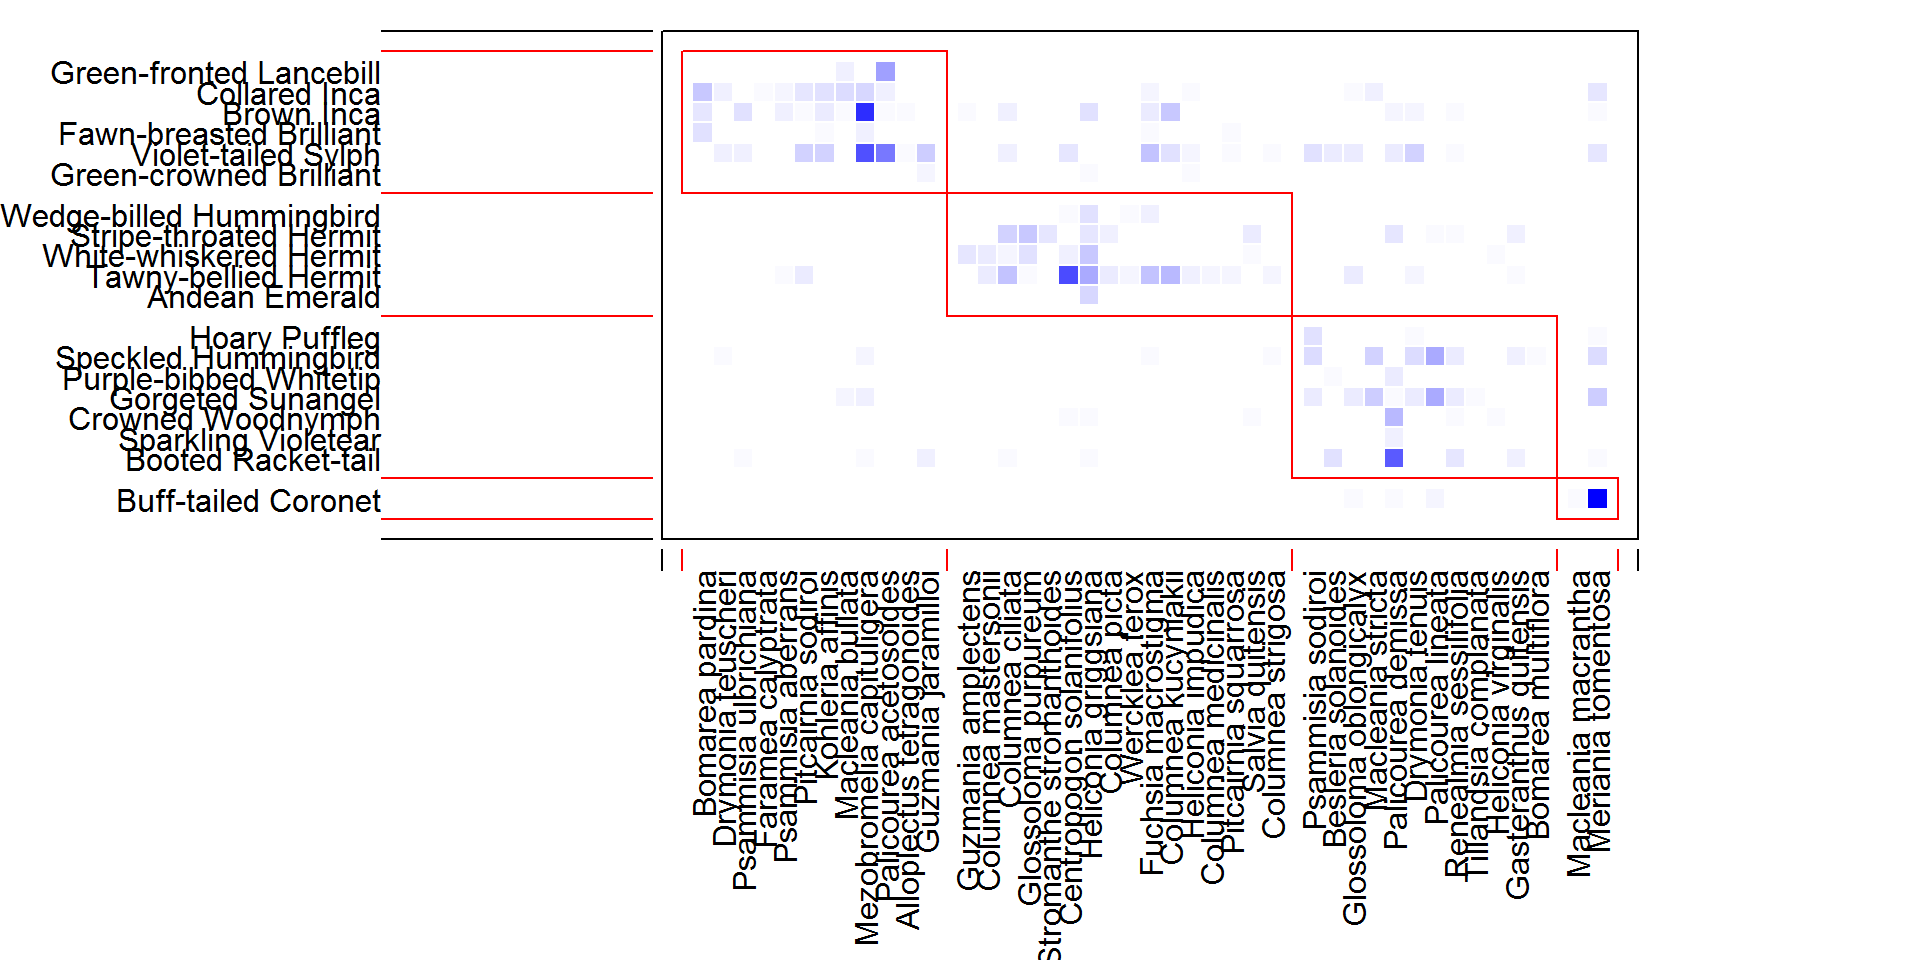 Green-fronted Lancebill
Collared Inca
Brown Inca
Fawn-breasted Brilliant
Violet-tailed Sylph
Green-crowned Brilliant
Wedge-billed Hummingbird
Stripe-throated Hermit
White-whiskered Hermit
Tawny-bellied Hermit
Andean Emerald
Hoary Puffleg
Speckled Hummingbird
Purple-bibbed Whitetip
Gorgeted Sunangel
Crowned Woodnymph
Sparkling Violetear
Booted Racket-tail
Buff-tailed Coronet
Bomarea pardina
Drymonia teuscheri
Psammisia ulbrichiana
Faramea calyptrata
Psammisia aberrans
Pitcairnia sodiroi
Kohleria affinis
Macleania bullata
Mezobromelia capituligera
Palicourea acetosoides
Alloplectus tetragonoides
Guzmania jaramilloi
Guzmania amplectens
Columnea mastersonii
Columnea ciliata
Glossoloma purpureum
Stromanthe stromanthoides
Centropogon solanifolius
Heliconia griggsiana
Columnea picta
Wercklea ferox
Fuchsia macrostigma
Columnea kucyniakii
Heliconia impudica
Columnea medicinalis
Pitcairnia squarrosa
Salvia quitensis
Columnea strigosa
Psammisia sodiroi
Besleria solanoides
Glossoloma oblongicalyx
Macleania stricta
Palicourea demissa
Drymonia tenuis
Palicourea lineata
Renealmia sessilifolia
Tillandsia complanata
Heliconia virginalis
Gasteranthus quitensis
Bomarea multiflora
Macleania macrantha
Meriania tomentosa